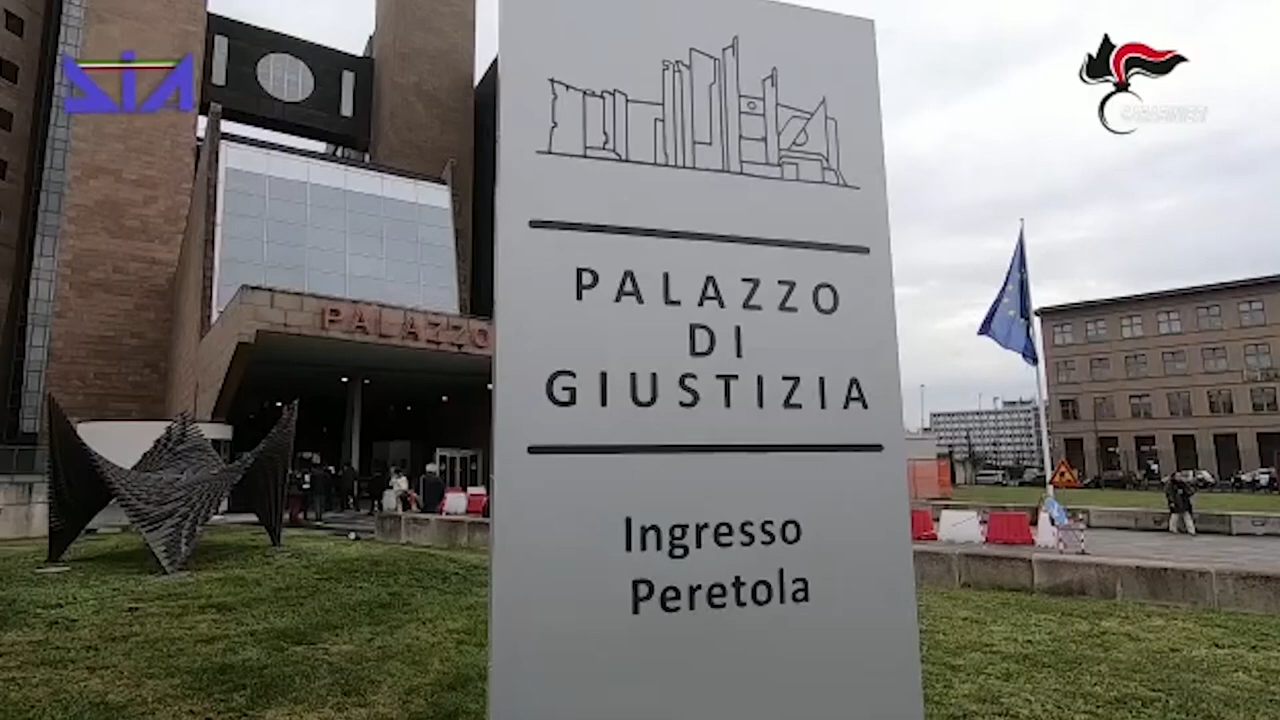 DIA
PALAZZO
PALAZZO
DI
GIUSTIZIA
Ingresso
Peretola